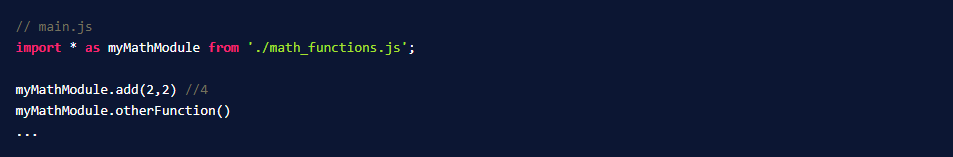 // main.js
import * as myMathModule from './math_functions.js';
myMathModule.add(2,2) //4
myMathModule.otherFunction()
...